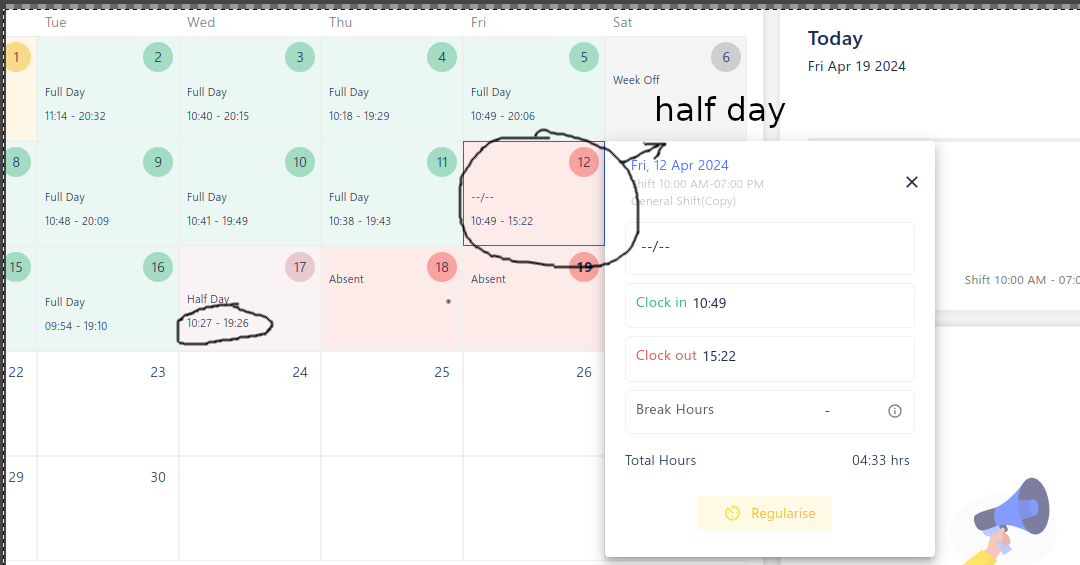 Tue Wed Thu Fri Sat
1 2 3 4 5 6
Full Day Full Day Full Day Full Day Week Off
11:14 - 20:32 10:40 - 20:15 10:18 - 19:29 10:49 - 20:06
half day
8 9 10 11 12
Full Day Full Day Full Day --/--
10:48 - 20:09 10:41 - 19:49 10:38 - 19:43 10:49 - 15:22
15 16 17 18 19
Full Day Half Day Absent Absent
09:54 - 19:10 10:27 - 19:26
22 23 24 25 26
29 30
Fri, 12 Apr 2024
Shift 10:00 AM-07:00 PM
General Shift(Copy)
--/--
Clock in 10:49
Clock out 15:22
Break Hours -
Total Hours 04:33 hrs
Regularise
Today
Fri Apr 19 2024
Shift 10:00 AM - 07:0